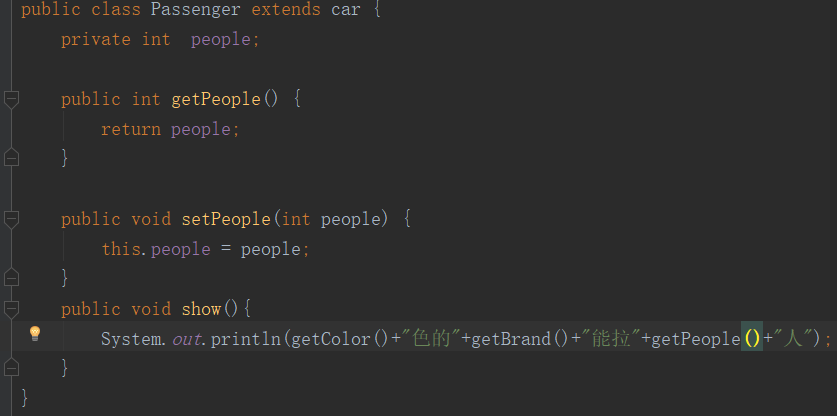 public class Passenger extends car {
private int  people;
public int getPeople() {
return people;
}
public void setPeople(int people) {
this.people = people;
}
public void show(){
System.out.println(getColor()+"色的"+getBrand()+"能拉"+getPeople()+"人");
}
}